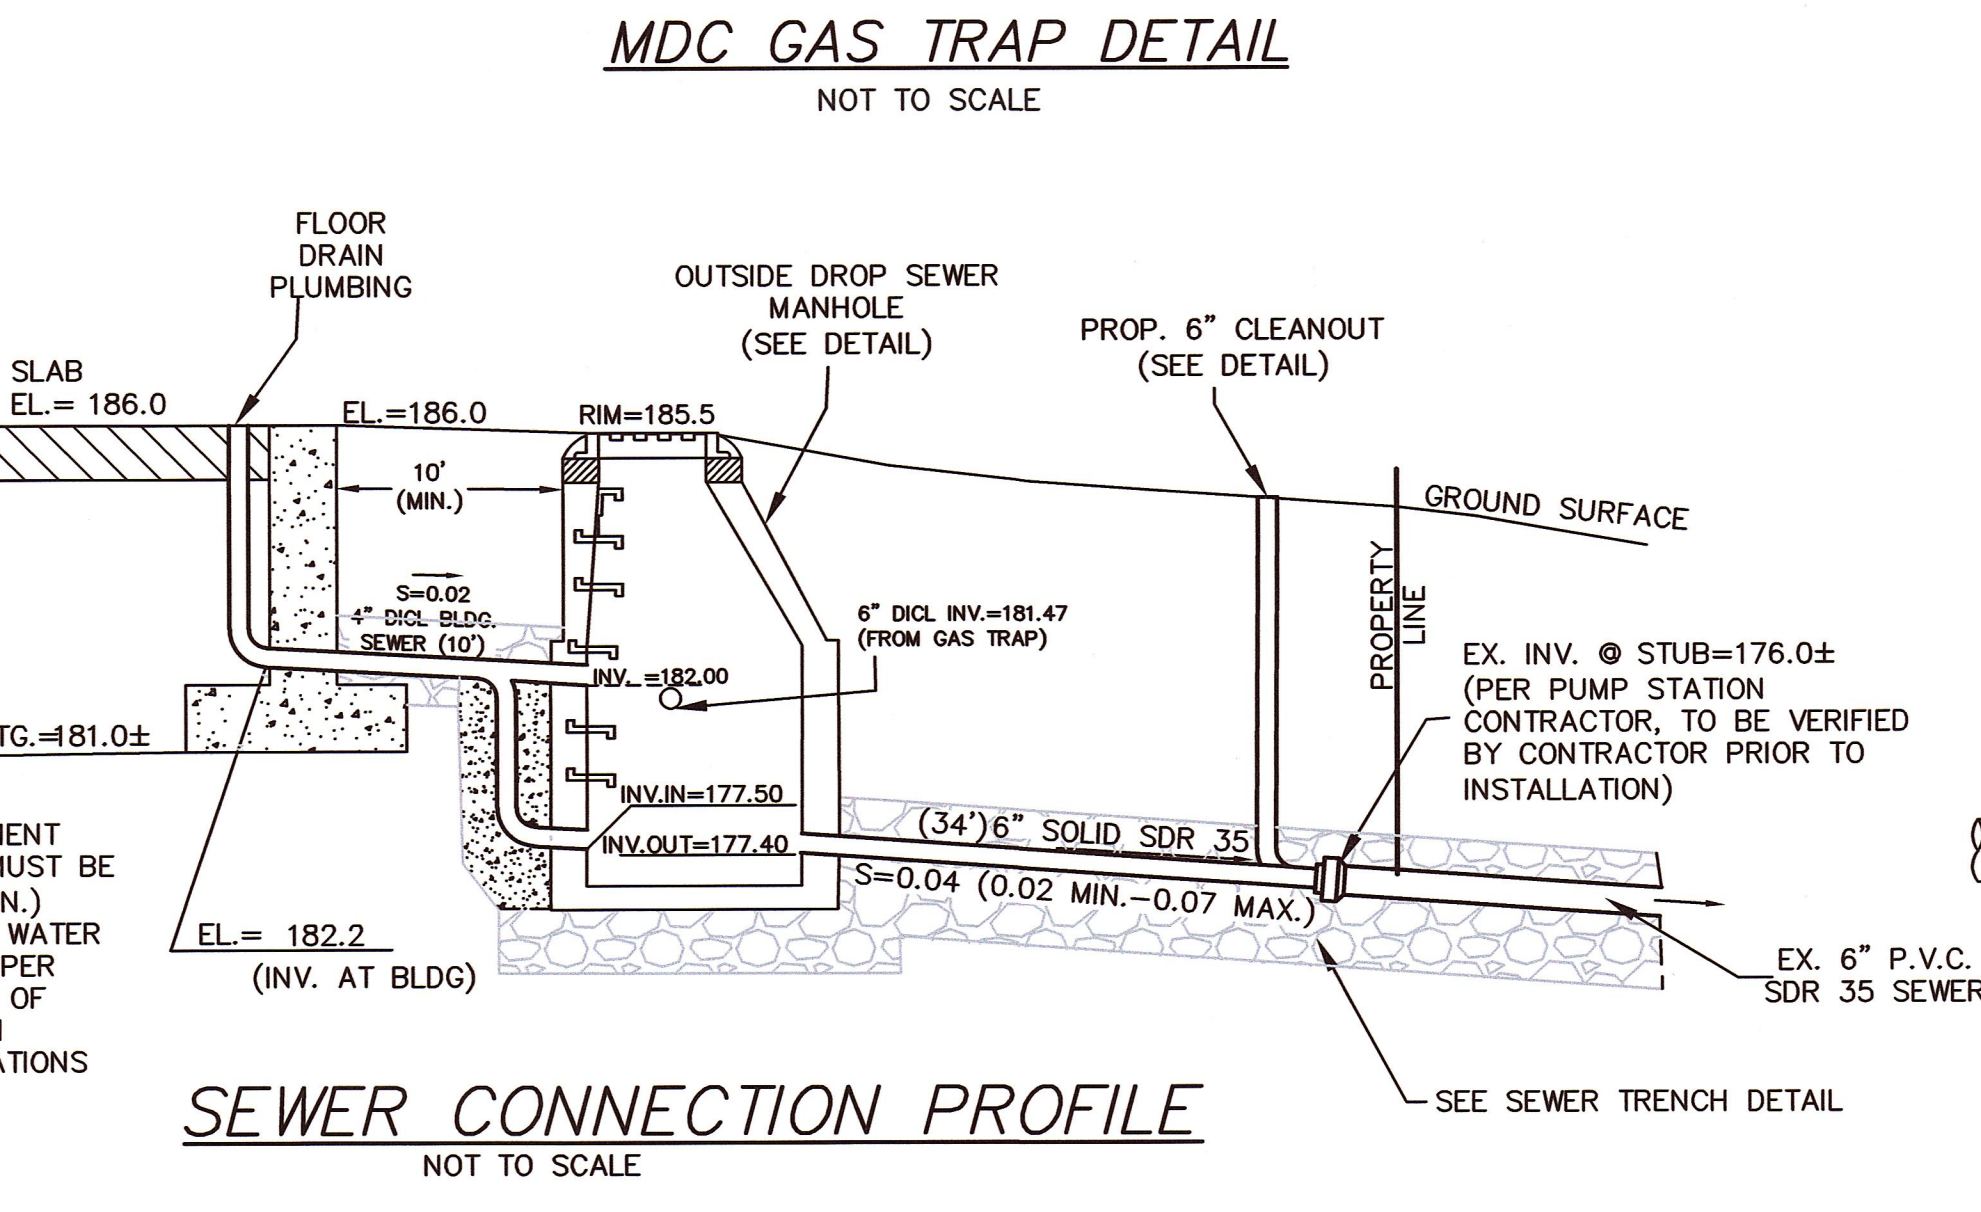 MDC GAS TRAP DETAIL
NOT TO SCALE
FLOOR
DRAIN
PLUMBING
OUTSIDE DROP SEWER
MANHOLE
(SEE DETAIL)
PROP. 6" CLEANOUT
(SEE DETAIL)
SLAB
EL.= 186.0
EL.=186.0
RIM=185.5
10'
(MIN.)
GROUND SURFACE
PROPERTY
LINE
S=0.02
4" DICL BLDG.
SEWER (10')
6" DICL INV.=181.47
(FROM GAS TRAP)
INV. =182.00
EX. INV. @ STUB=176.0±
(PER PUMP STATION
CONTRACTOR, TO BE VERIFIED
BY CONTRACTOR PRIOR TO
INSTALLATION)
TG.=181.0±
INV.IN=177.50
INV.OUT=177.40
(34')6" SOLID SDR 35
S=0.04 (0.02 MIN.-0.07 MAX.)
MENT
MUST BE
N.)
WATER
PER
OF
ATIONS
EL.= 182.2
(INV. AT BLDG)
EX. 6" P.V.C.
SDR 35 SEWER
SEE SEWER TRENCH DETAIL
SEWER CONNECTION PROFILE
NOT TO SCALE